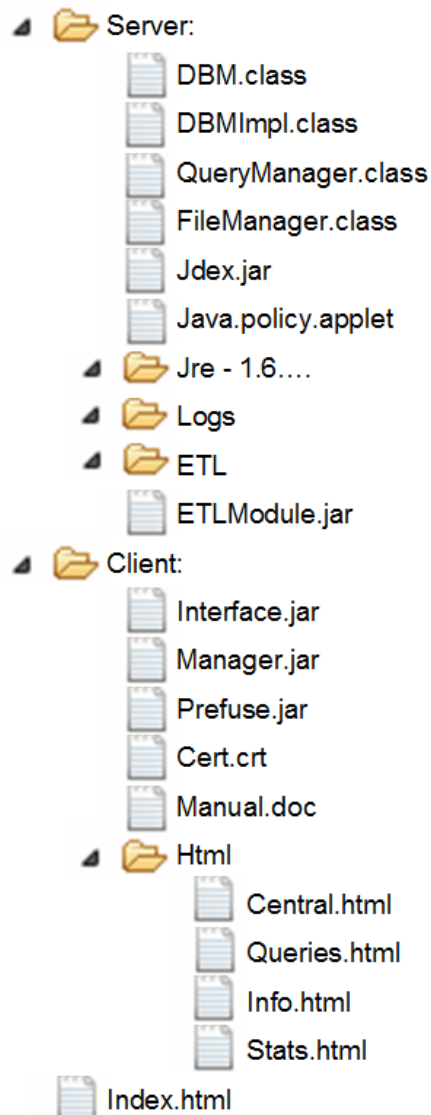 Server:
DBM.class
DBMImpl.class
QueryManager.class
FileManager.class
Jdex.jar
Java.policy.applet
Jre - 1.6....
Logs
ETL
ETLModule.jar
Client:
Interface.jar
Manager.jar
Prefuse.jar
Cert.crt
Manual.doc
Html
Central.html
Queries.html
Info.html
Stats.html
Index.html